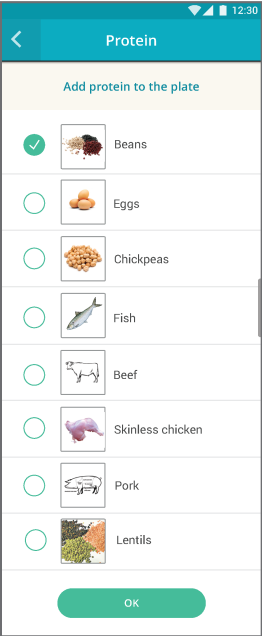 12:30
Protein
Add protein to the plate
Beans
Eggs
Chickpeas
Fish
Beef
Skinless chicken
Pork
Lentils
OK